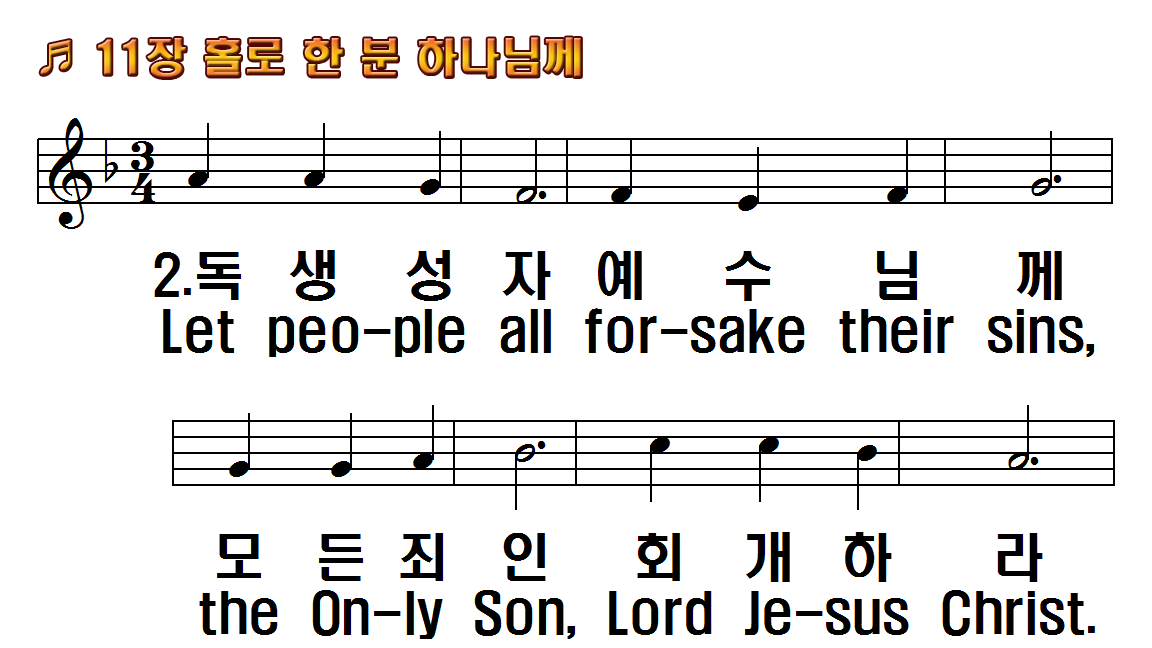 ♬ 11장 홀로 한 분 하나님께
3
4
2.독 생 성 자 예 수 님 께
Let peo-ple all for-sake their sins,
모 든 죄 인 회 개 하 라
the On-ly Son, Lord Je-sus Christ.